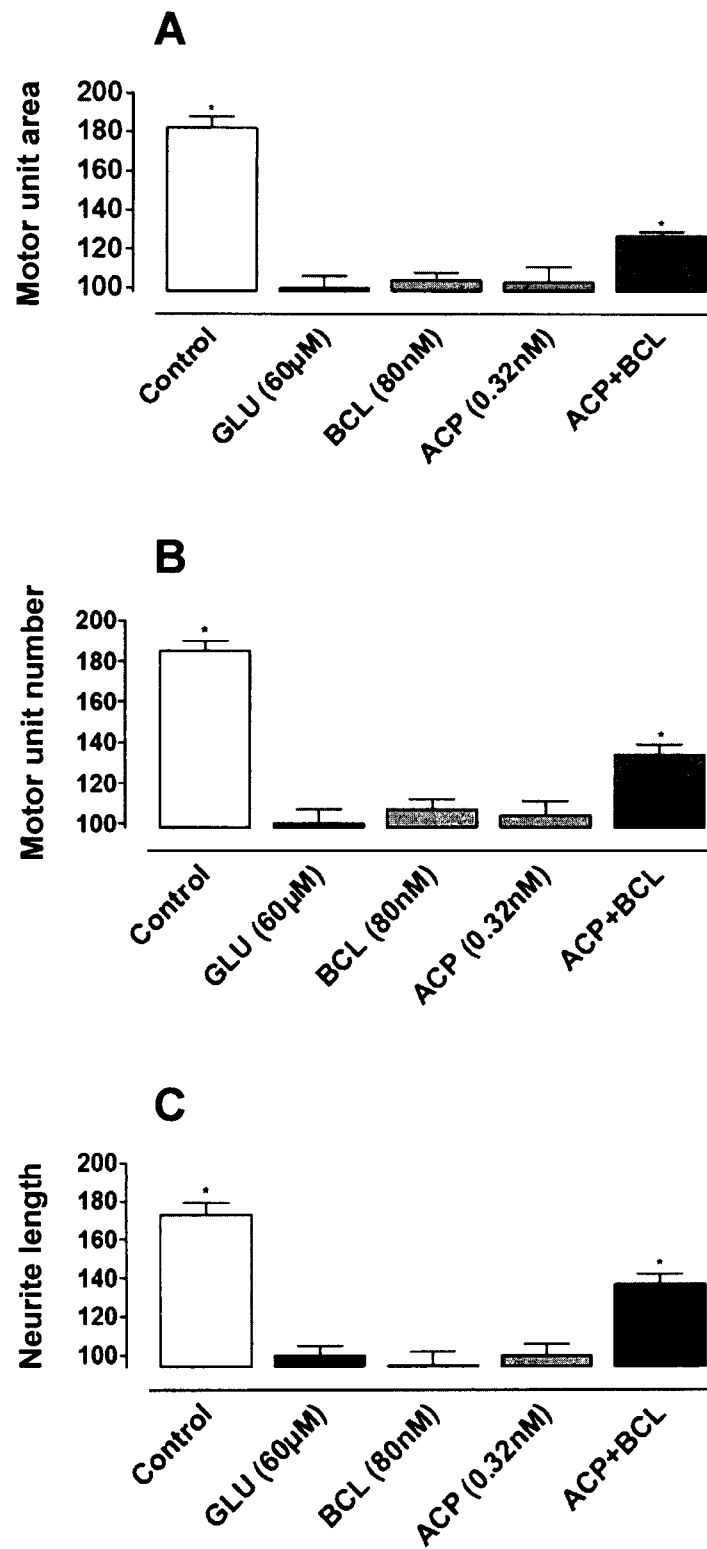 A
Motor unit area
200
180
160
140
120
100
*
*
Control
GLU (60µM)
BCL (80nM)
ACP (0.32nM)
ACP+BCL
B
Motor unit number
200
180
160
140
120
100
*
*
Control
GLU (60µM)
BCL (80nM)
ACP (0.32nM)
ACP+BCL
C
Neurite length
200
180
160
140
120
100
*
*
Control
GLU (60µM)
BCL (80nM)
ACP (0.32nM)
ACP+BCL